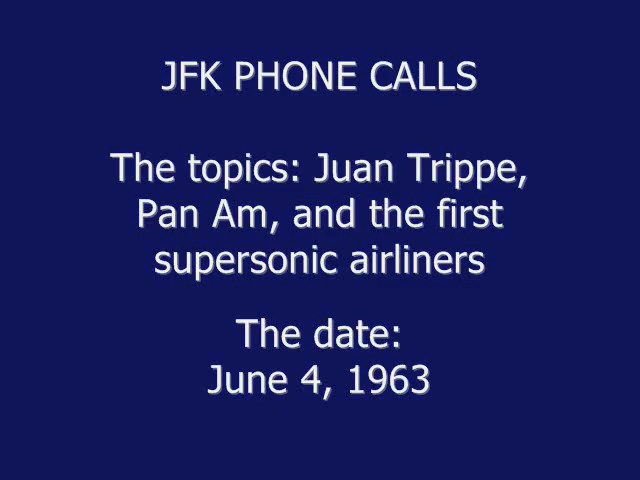 JFK PHONE CALLS
The topics: Juan Trippe,
Pan Am, and the first
supersonic airliners
The date:
June 4, 1963